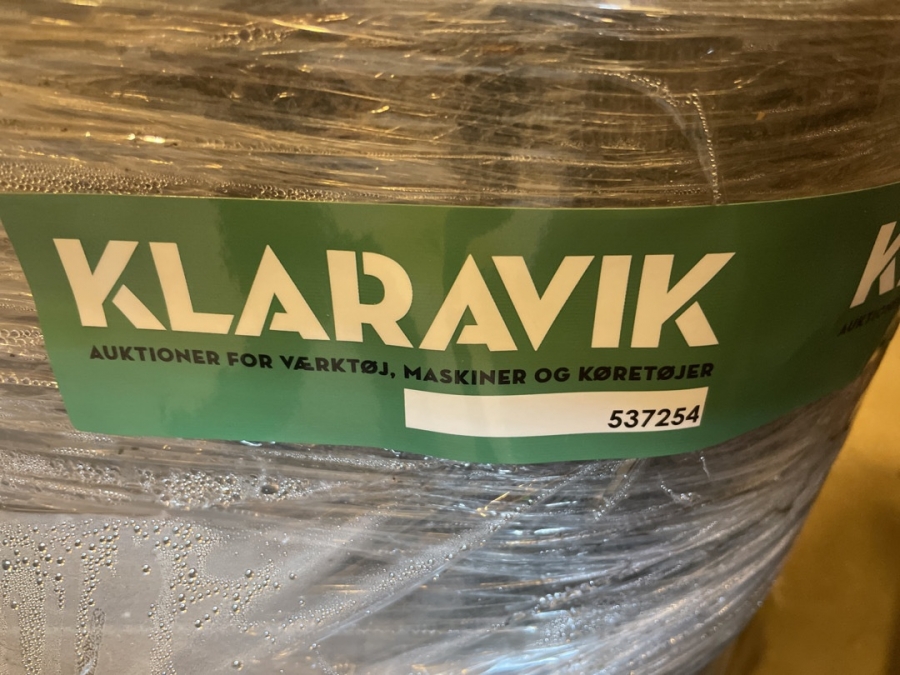 KLARAVIK
AUKTIONER FOR VÆRKTØJ, MASKINER OG KØRETØJER
537254